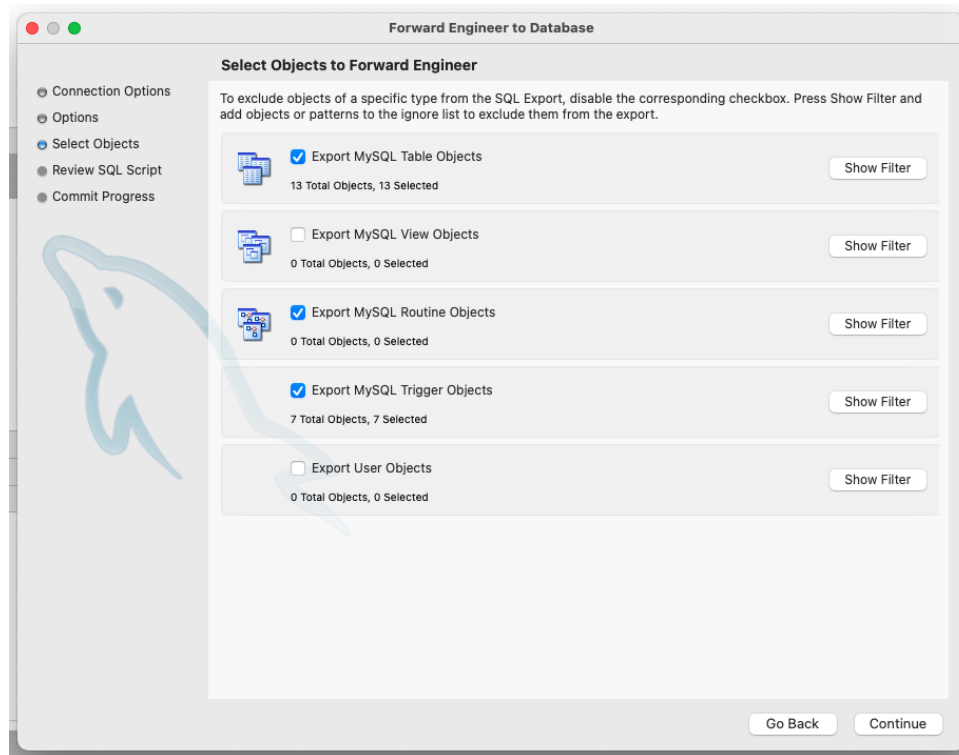 Forward Engineer to Database
Select Objects to Forward Engineer
Connection Options
Options
Select Objects
Review SQL Script
Commit Progress
To exclude objects of a specific type from the SQL Export, disable the corresponding checkbox. Press Show Filter and
add objects or patterns to the ignore list to exclude them from the export.
Export MySQL Table Objects
13 Total Objects, 13 Selected
Show Filter
Export MySQL View Objects
0 Total Objects, 0 Selected
Show Filter
Export MySQL Routine Objects
0 Total Objects, 0 Selected
Show Filter
Export MySQL Trigger Objects
7 Total Objects, 7 Selected
Show Filter
Export User Objects
0 Total Objects, 0 Selected
Show Filter
Go Back
Continue